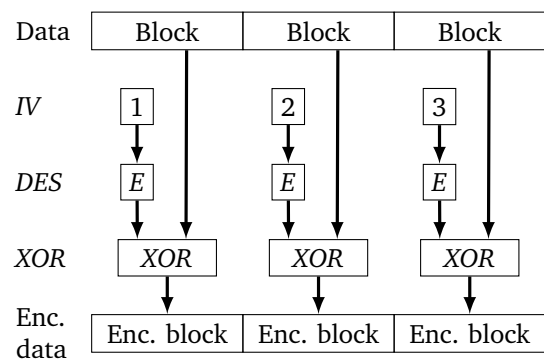 Data Block Block Block
IV 1 2 3
DES E E E
XOR XOR XOR XOR
Enc.
data Enc. block Enc. block Enc. block